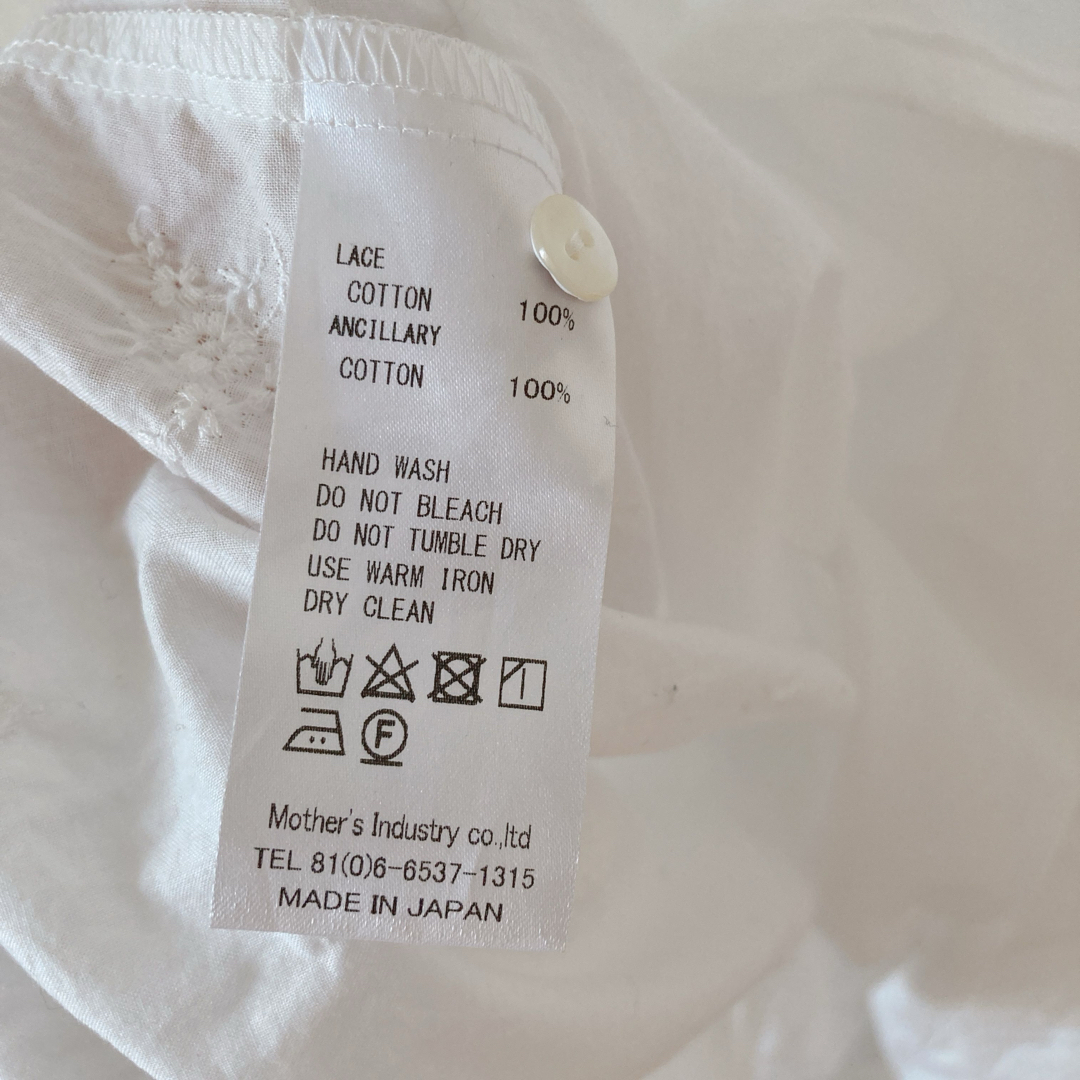 LACE
COTTON 100%
ANCILLARY
COTTON 100%
HAND WASH
DO NOT BLEACH
DO NOT TUMBLE DRY
USE WARM IRON
DRY CLEAN
F
Mother's Industry co.,ltd
TEL 81(0)6-6537-1315
MADE IN JAPAN